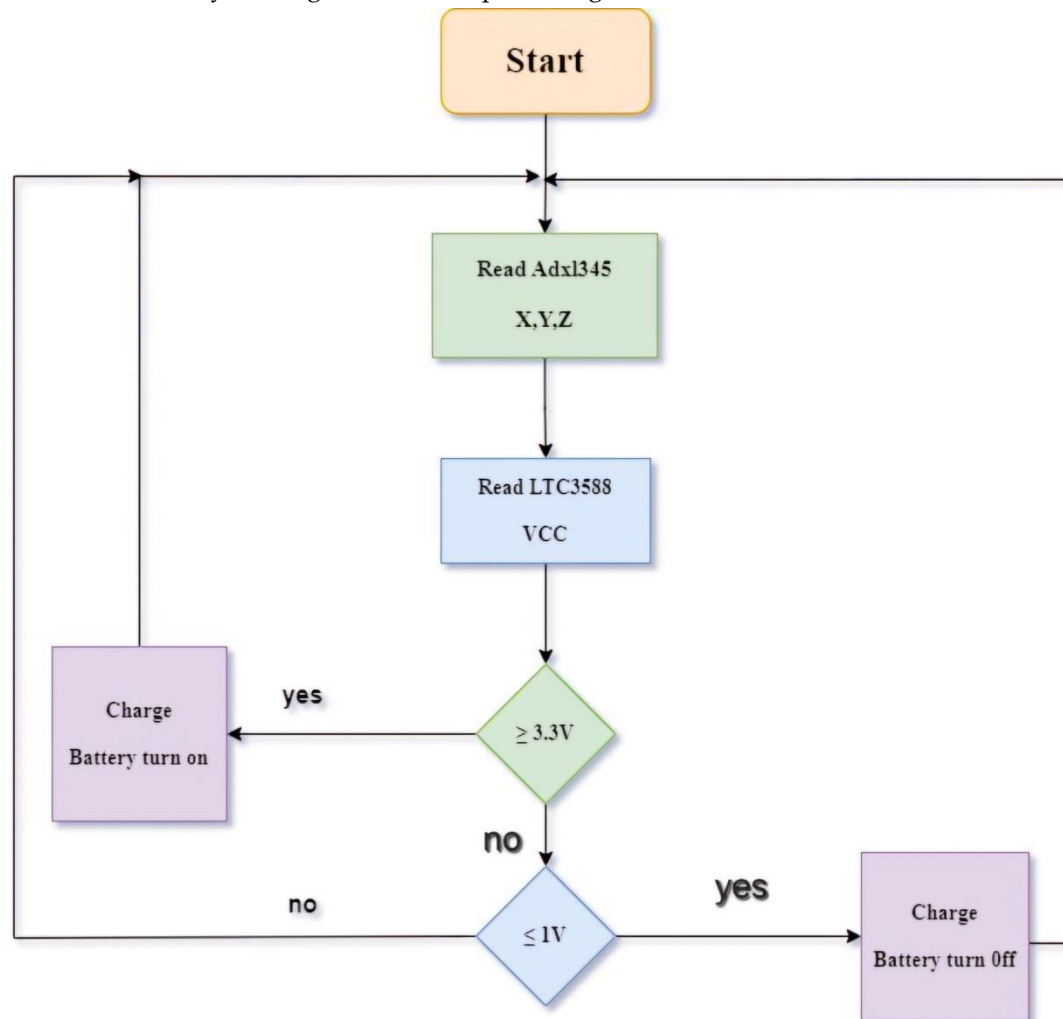 Start
Read Adxl345
X,Y,Z
Read LTC3588
VCC
yes
≥ 3.3V
Charge
Battery turn on
no
no
≤ 1V
yes
Charge
Battery turn 0ff